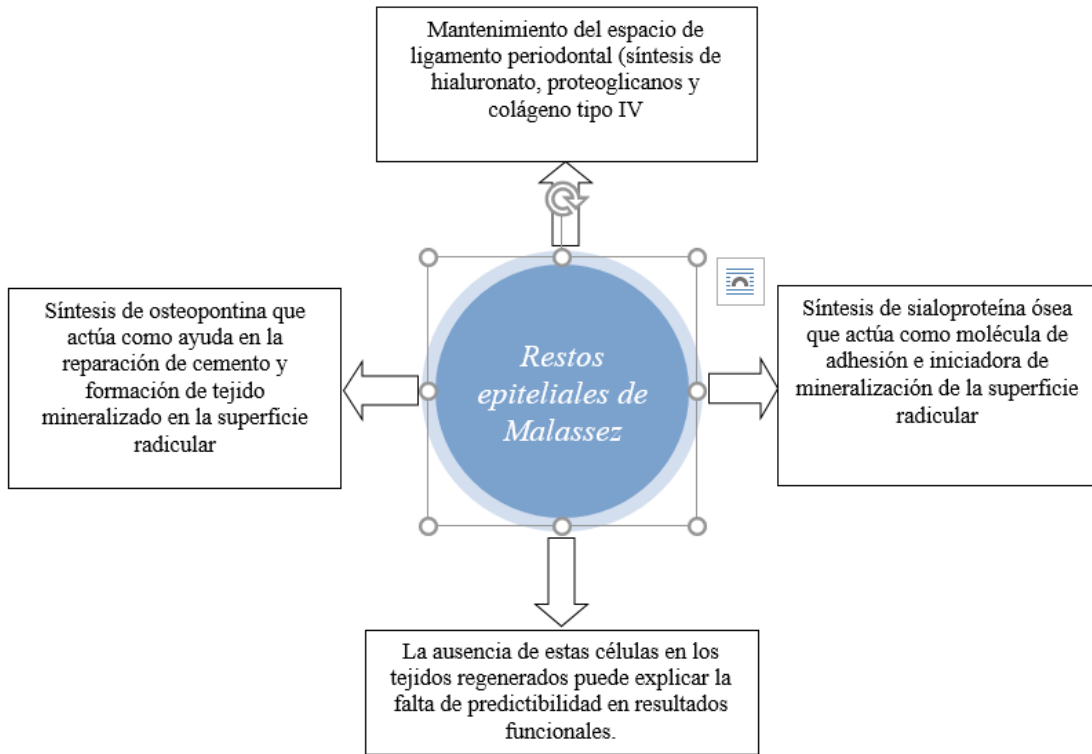 Mantenimiento del espacio de
ligamento periodontal (síntesis de
hialuronato, proteoglicanos y
colágeno tipo IV
Síntesis de osteopontina que
actúa como ayuda en la
reparación de cemento y
formación de tejido
mineralizado en la superficie
radicular
Restos
epiteliales de
Malassez
Síntesis de sialoproteína ósea
que actúa como molécula de
adhesión e iniciadora de
mineralización de la superficie
radicular
La ausencia de estas células en los
tejidos regenerados puede explicar la
falta de predictibilidad en resultados
funcionales.